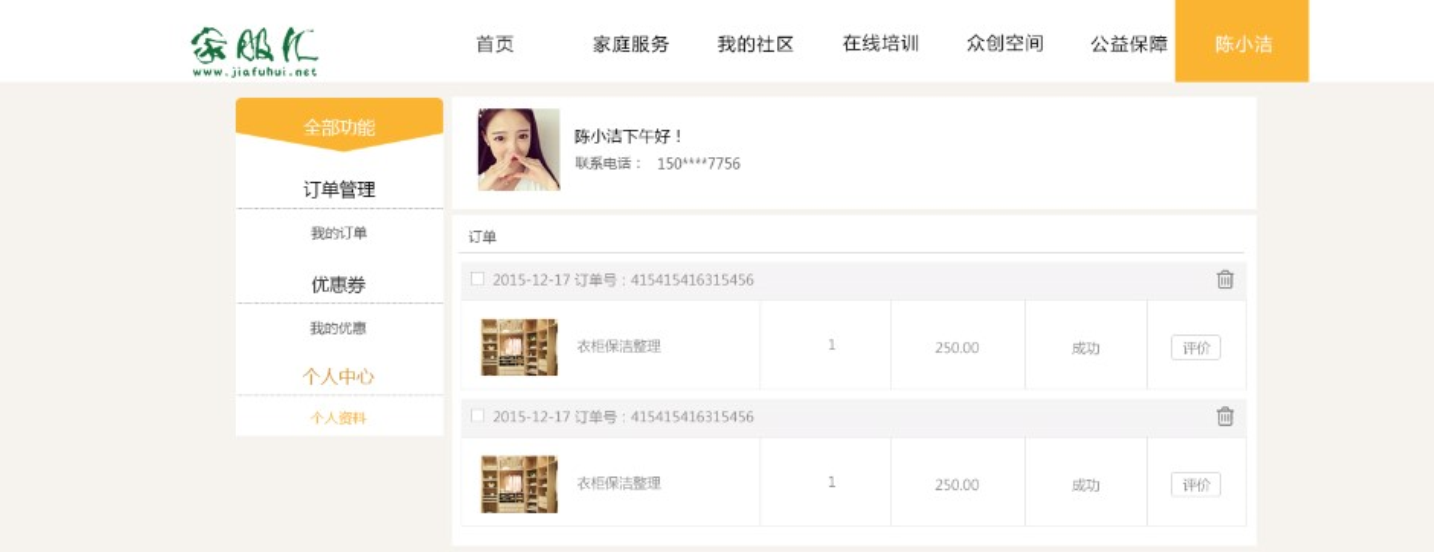 家服汇
www.jiafuhui.net
首页 家庭服务 我的社区 在线培训 众创空间 公益保障 陈小洁
全部功能
订单管理
我的订单
优惠券
我的优惠
个人中心
个人资料
陈小洁下午好！
联系电话： 150****7756
订单
2015-12-17 订单号：415415416315456
衣柜保洁整理 1 250.00 成功 评价
2015-12-17 订单号：415415416315456
衣柜保洁整理 1 250.00 成功 评价